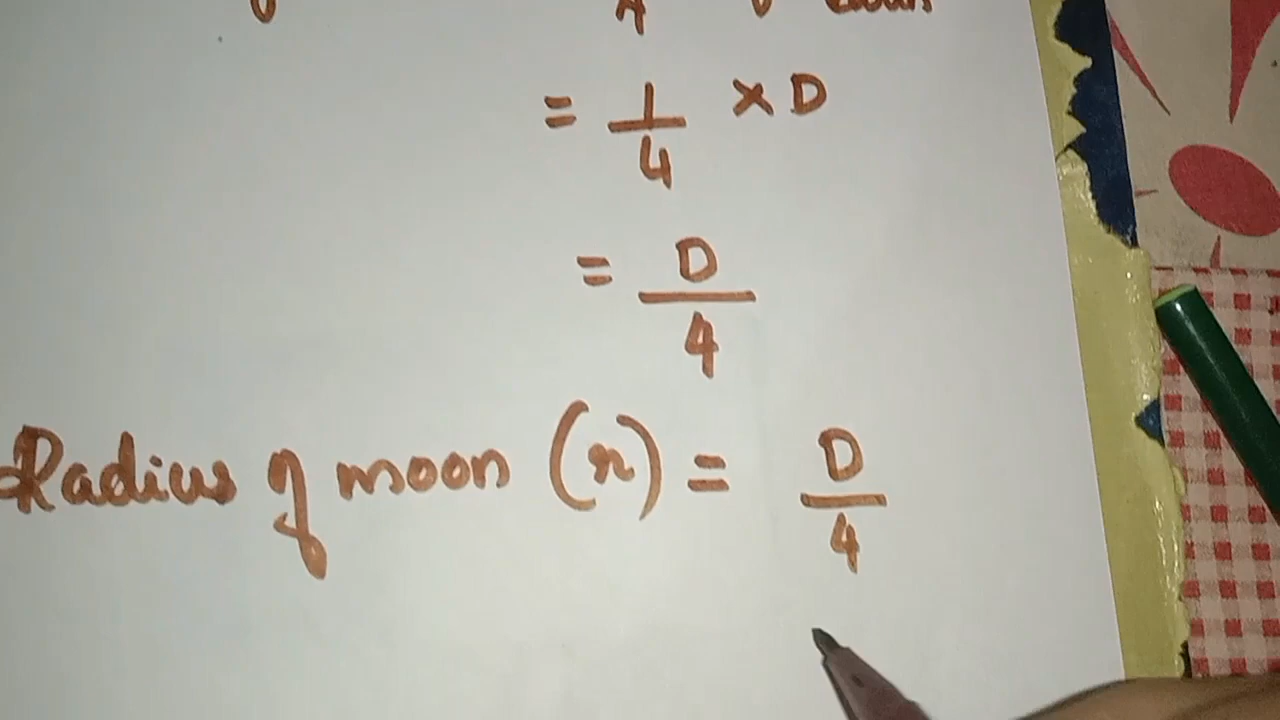 = 1/4 × D
= D/4
Radius of moon (r) = D/4